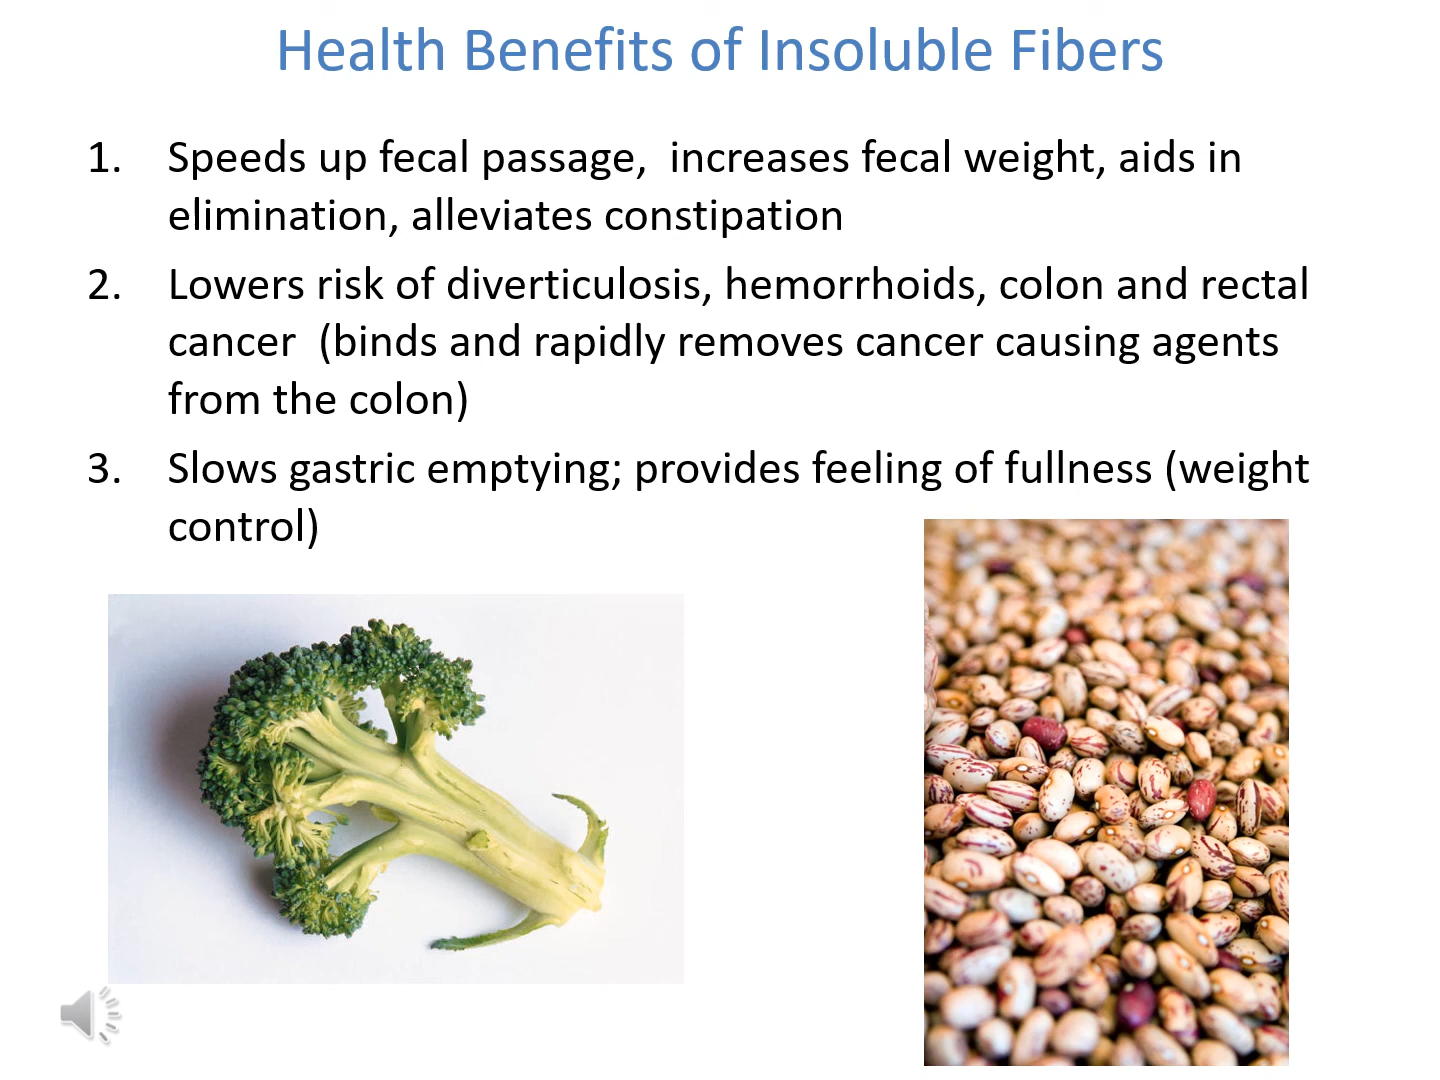 Health Benefits of Insoluble Fibers
1. Speeds up fecal passage,  increases fecal weight, aids in
elimination, alleviates constipation
2. Lowers risk of diverticulosis, hemorrhoids, colon and rectal
cancer  (binds and rapidly removes cancer causing agents
from the colon)
3. Slows gastric emptying; provides feeling of fullness (weight
control)